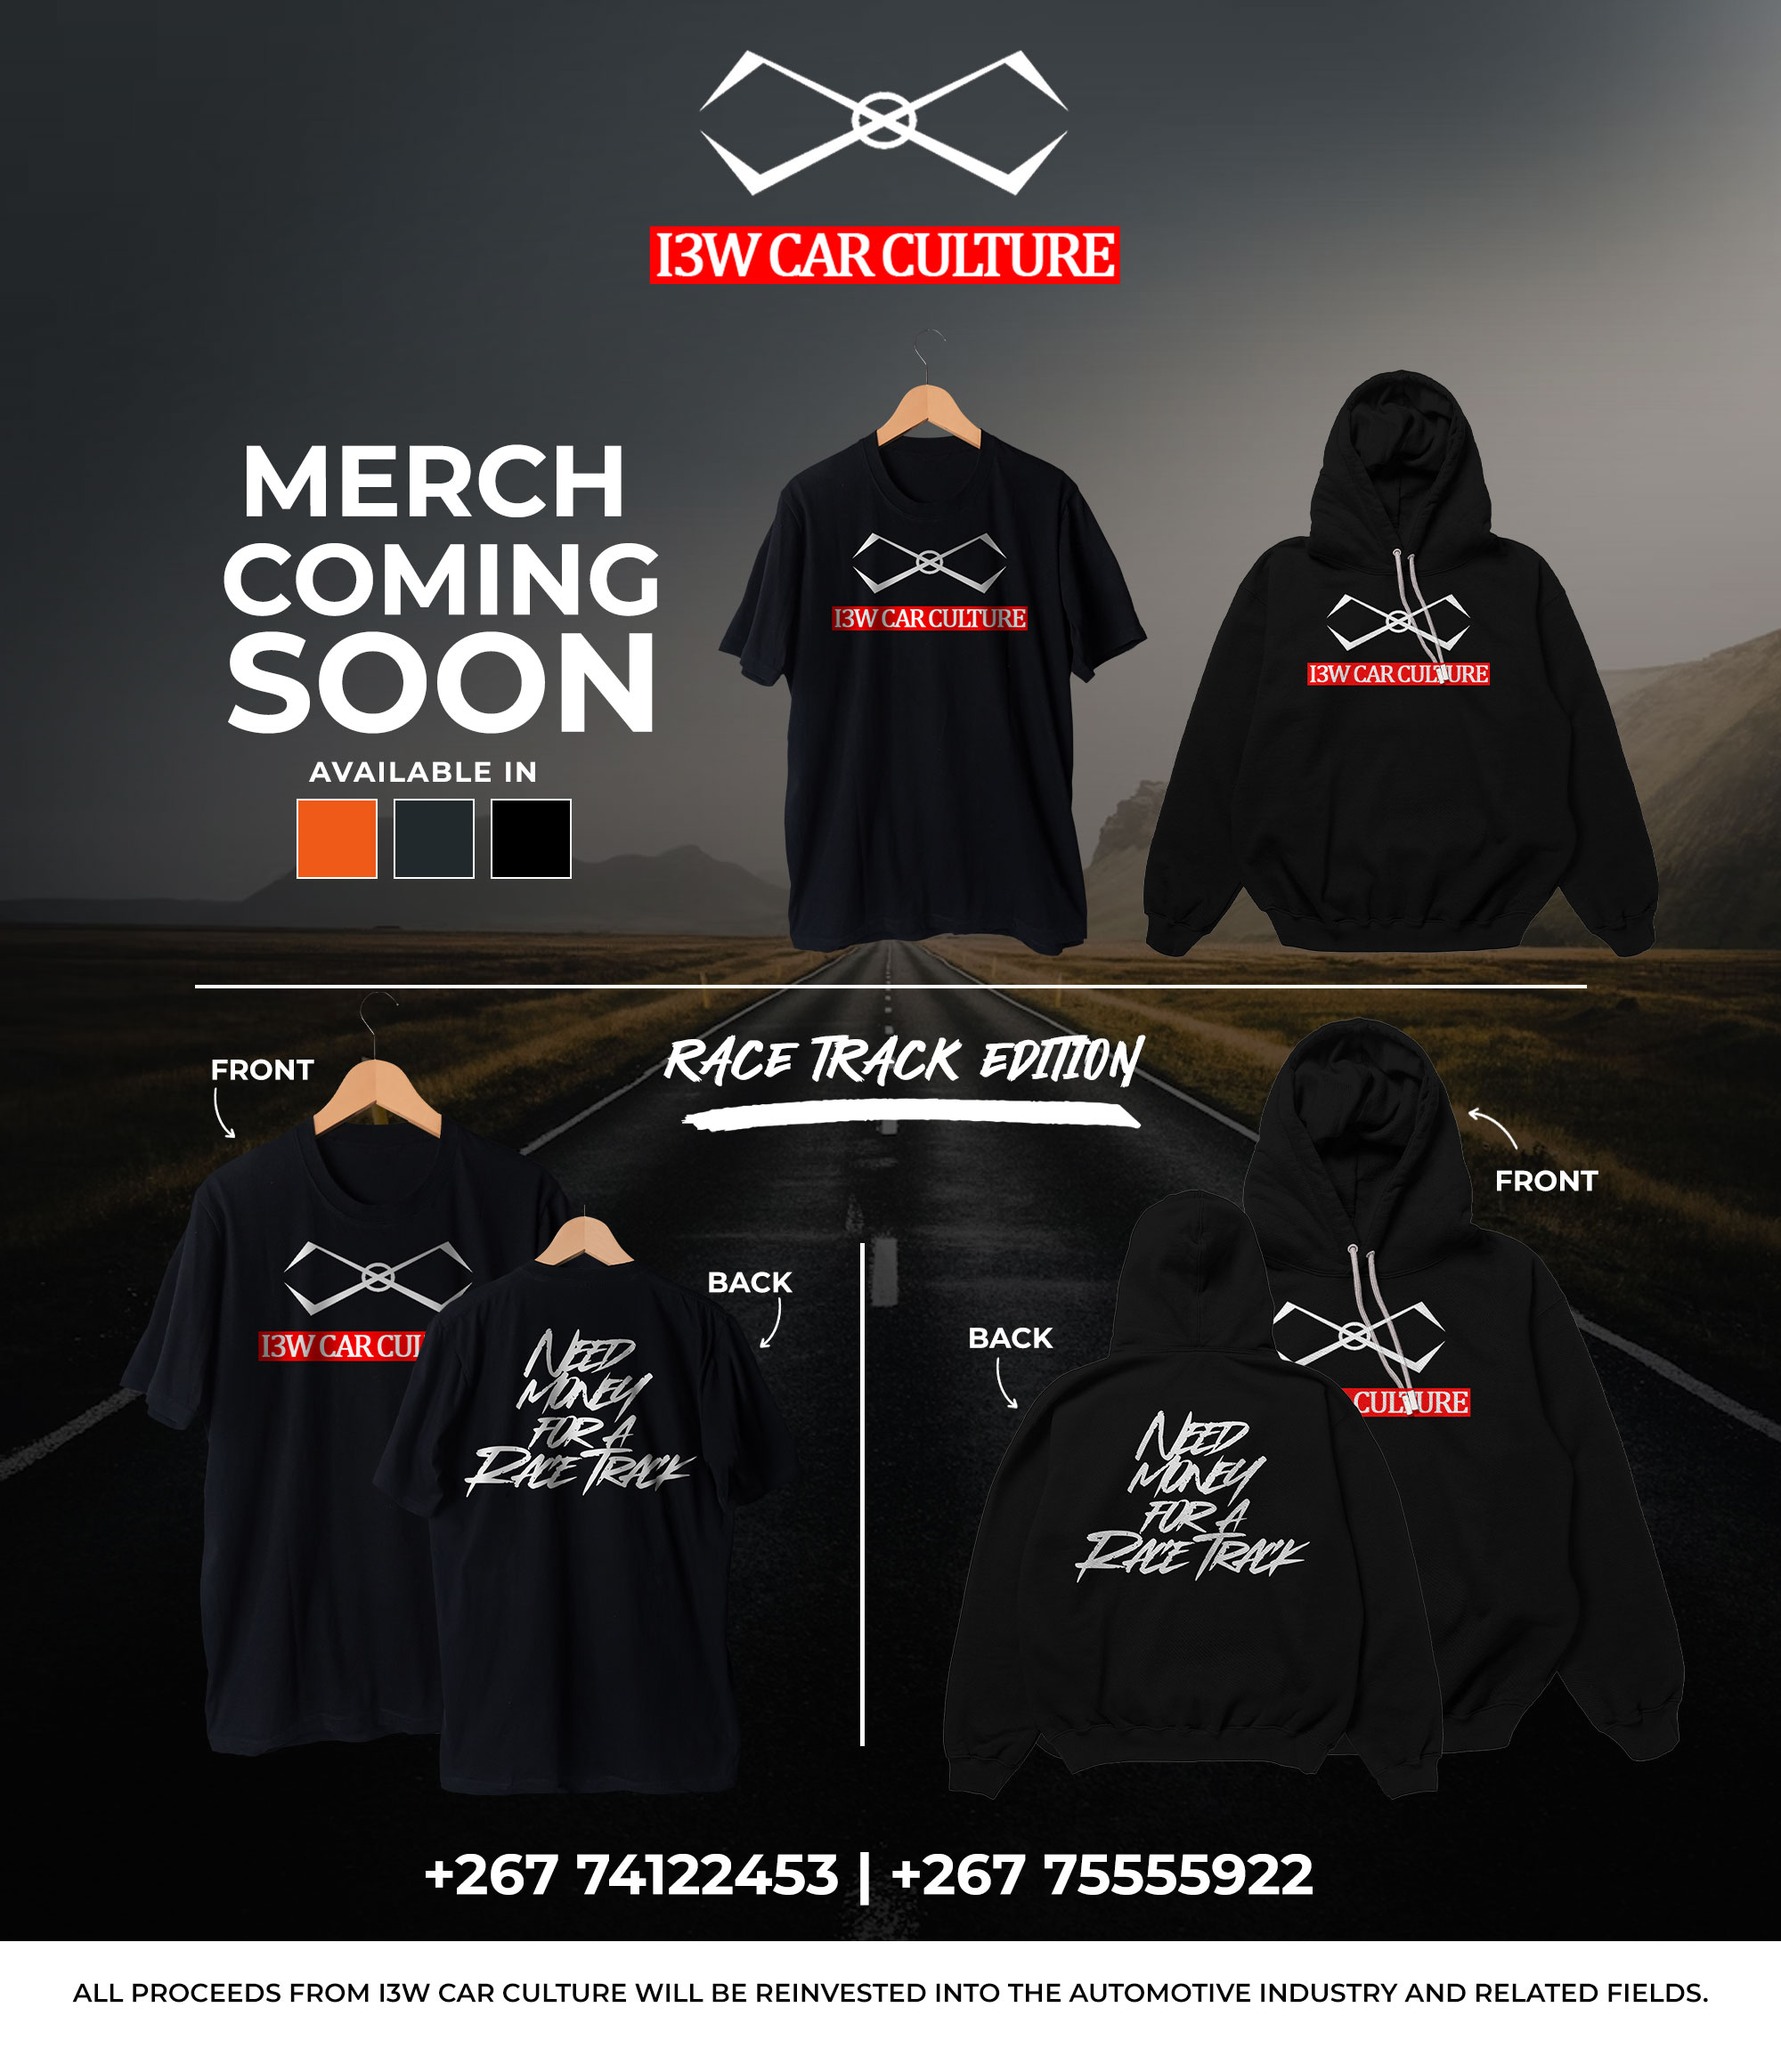 I3W CAR CULTURE
MERCH
COMING
SOON
AVAILABLE IN
I3W CAR CULTURE
I3W CAR CULTURE
RACE TRACK EDITION
FRONT
FRONT
I3W CAR CUL
BACK
NEED
MONEY
FOR A
RACE TRACK
BACK
CULTURE
NEED
MONEY
FOR A
RACE TRACK
+267 74122453 | +267 75555922
ALL PROCEEDS FROM I3W CAR CULTURE WILL BE REINVESTED INTO THE AUTOMOTIVE INDUSTRY AND RELATED FIELDS.